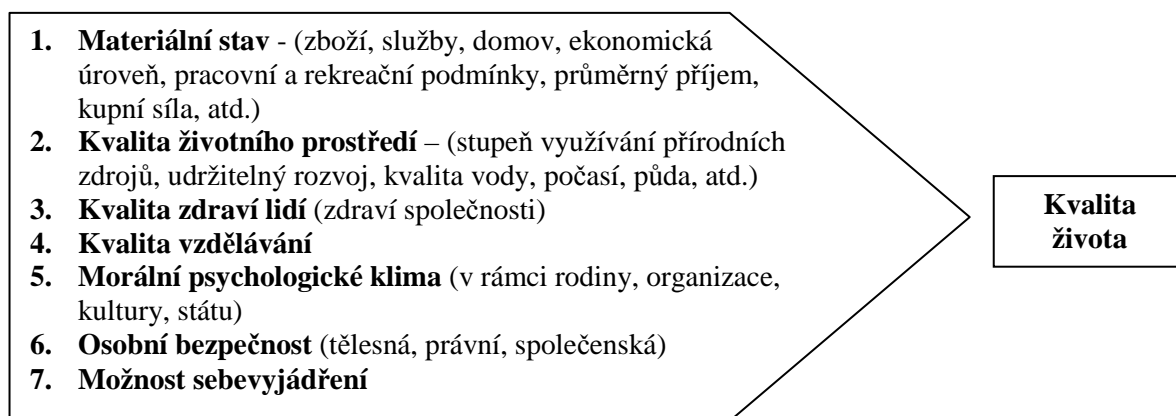 1. Materiální stav - (zboží, služby, domov, ekonomická
úroveň, pracovní a rekreační podmínky, průměrný příjem,
kupní síla, atd.)
2. Kvalita životního prostředí – (stupeň využívání přírodních
zdrojů, udržitelný rozvoj, kvalita vody, počasí, půda, atd.)
3. Kvalita zdraví lidí (zdraví společnosti)
4. Kvalita vzdělávání
5. Morální psychologické klima (v rámci rodiny, organizace,
kultury, státu)
6. Osobní bezpečnost (tělesná, právní, společenská)
7. Možnost sebevyjádření
Kvalita
života